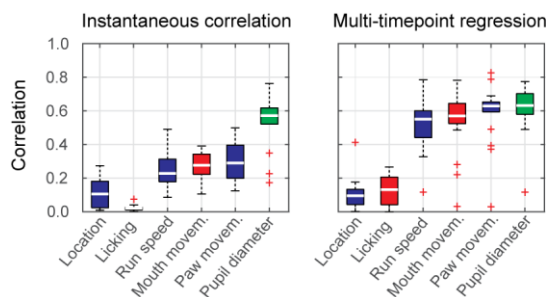 Instantaneous correlation
Multi-timepoint regression
Correlation
1.0
0.8
0.6
0.4
0.2
0.0
Location
Licking
Run speed
Mouth movem.
Paw movem.
Pupil diameter
Location
Licking
Run speed
Mouth movem.
Paw movem.
Pupil diameter